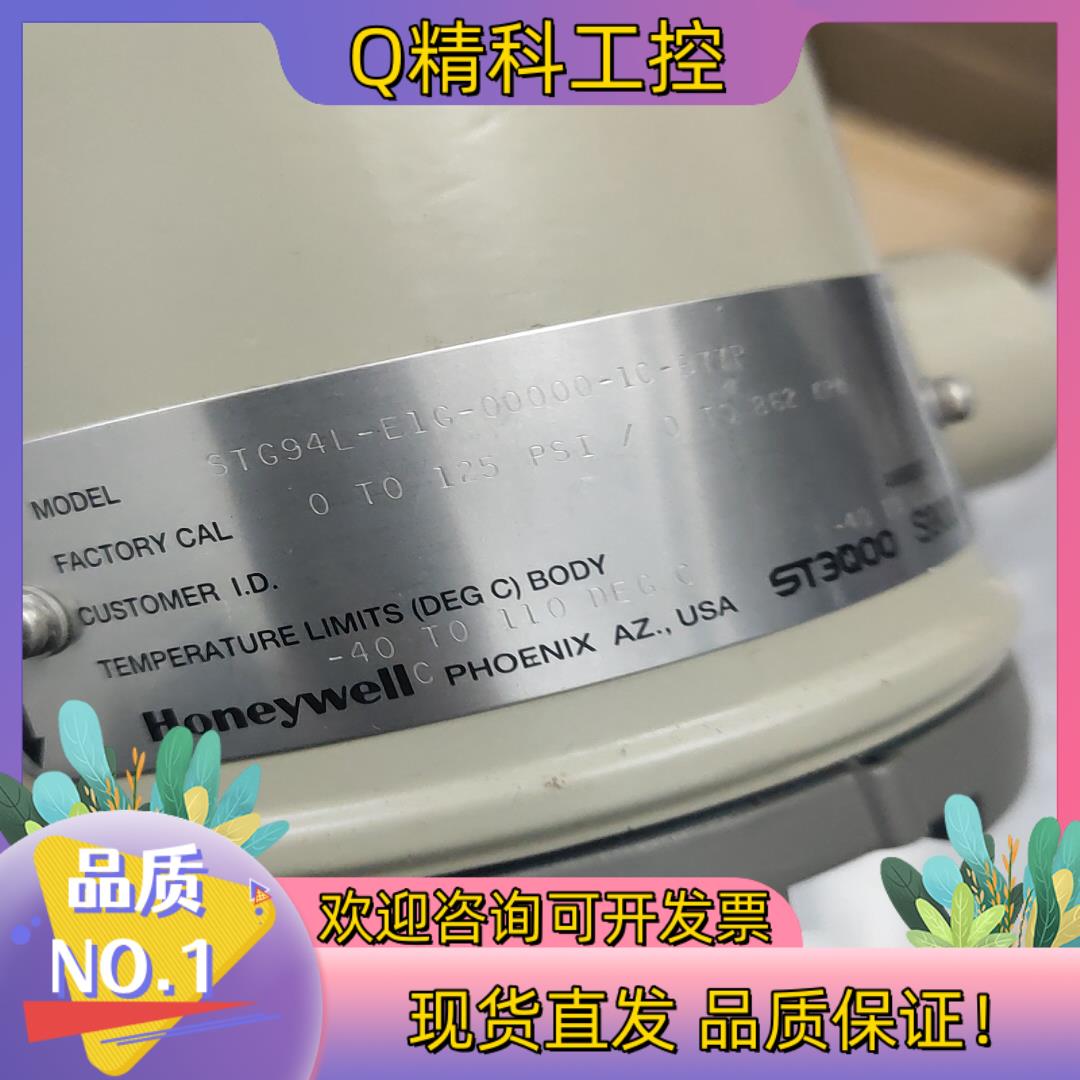 Q精科工控
MODEL STG94L-E1G-00000-1C-
FACTORY CAL 0 TO 125 PSI / 0 TO 862
CUSTOMER I.D.
TEMPERATURE LIMITS (DEG C) BODY
-40 TO 110 DEG C
Honeywell C PHOENIX AZ., USA ST3000
-40
品质
NO.1
欢迎咨询可开发票
现货直发 品质保证！